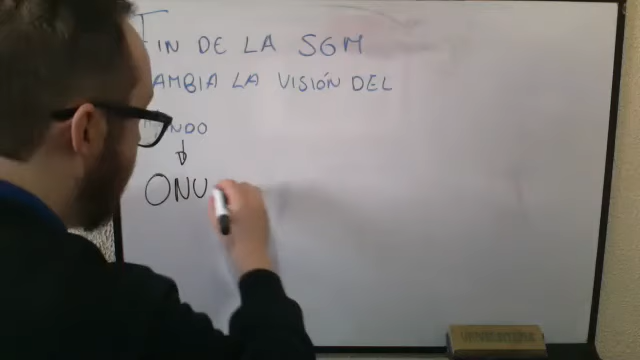 FIN DE LA SGM
AMBIA LA VISIÓN DEL
NDO
ONU